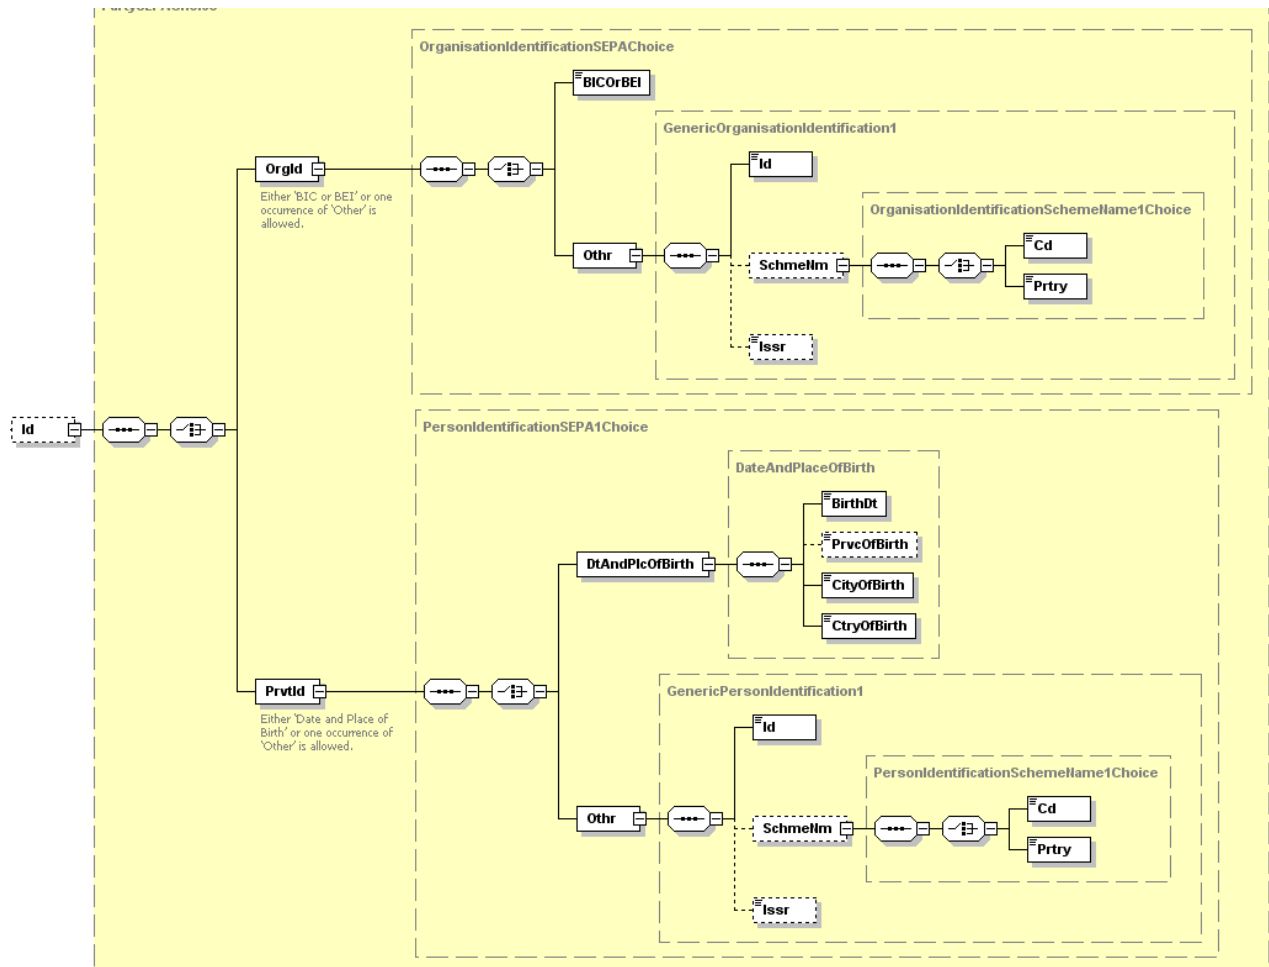 PartySEPAChoice
OrganisationIdentificationSEPAChoice
BICOrBEI
GenericOrganisationIdentification1
OrgId
Id
Either 'BIC or BEI' or one
occurrence of 'Other' is
allowed.
OrganisationIdentificationSchemeName1Choice
Othr
SchmeNm
Cd
Prtry
Issr
Id
PersonIdentificationSEPA1Choice
DateAndPlaceOfBirth
BirthDt
PrvcOfBirth
DtAndPlcOfBirth
CityOfBirth
CtryOfBirth
PrvtId
GenericPersonIdentification1
Either 'Date and Place of
Birth' or one occurrence of
'Other' is allowed.
Id
PersonIdentificationSchemeName1Choice
Othr
SchmeNm
Cd
Prtry
Issr